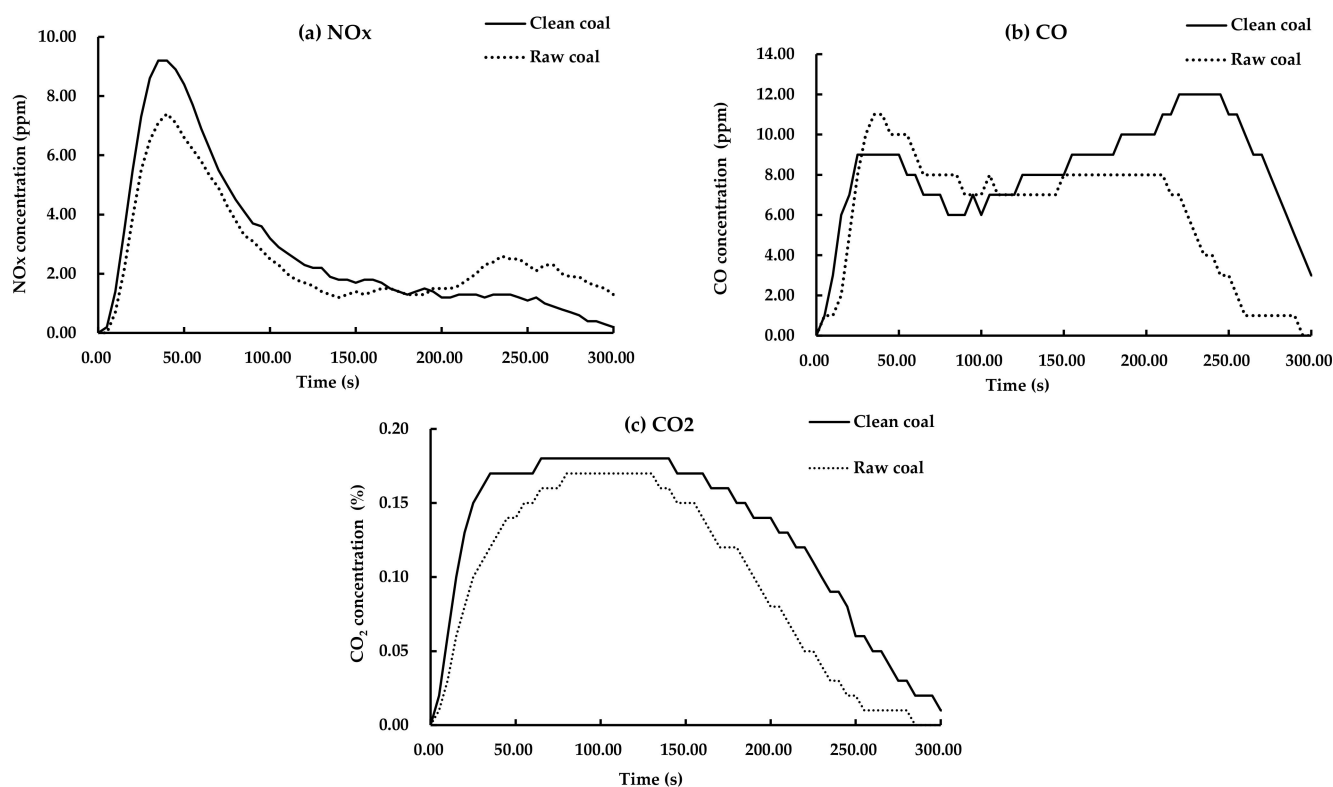 (a) NOx
Clean coal
Raw coal
10.00
8.00
6.00
4.00
2.00
0.00
NOx concentration (ppm)
0.00 50.00 100.00 150.00 200.00 250.00 300.00
Time (s)
(b) CO
Clean coal
Raw coal
14.00
12.00
10.00
8.00
6.00
4.00
2.00
0.00
CO concentration (ppm)
0.00 50.00 100.00 150.00 200.00 250.00 300.00
Time (s)
(c) CO2
Clean coal
Raw coal
0.20
0.15
0.10
0.05
0.00
CO2 concentration (%)
0.00 50.00 100.00 150.00 200.00 250.00 300.00
Time (s)